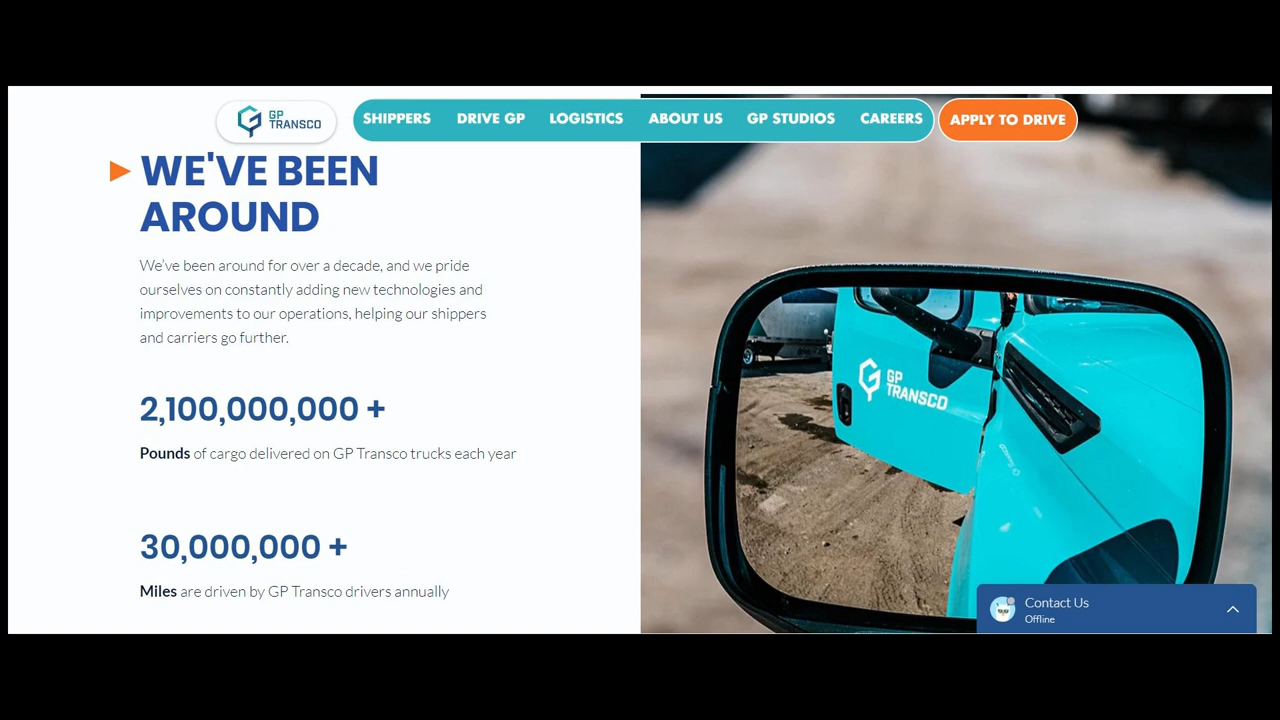 GP
TRANSCO
SHIPPERS DRIVE GP LOGISTICS ABOUT US GP STUDIOS CAREERS APPLY TO DRIVE
WE'VE BEEN
AROUND
We've been around for over a decade, and we pride
ourselves on constantly adding new technologies and
improvements to our operations, helping our shippers
and carriers go further.
2,100,000,000 +
Pounds of cargo delivered on GP Transco trucks each year
30,000,000 +
Miles are driven by GP Transco drivers annually
GP
TRANSCO
Contact Us
Offline